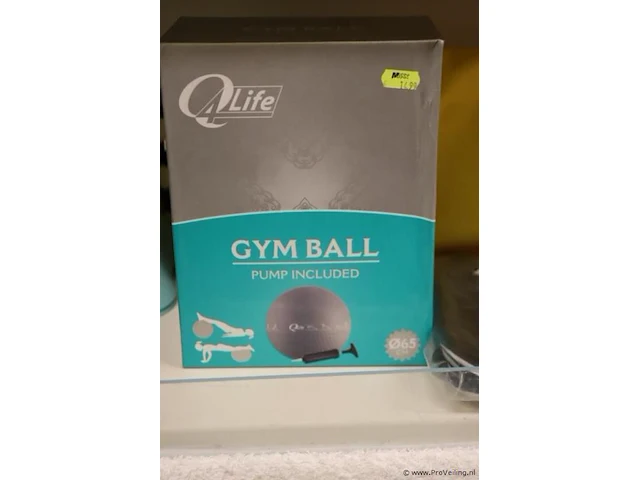 Q4Life
GYM BALL
PUMP INCLUDED
Ø65
© www.ProVeiling.nl